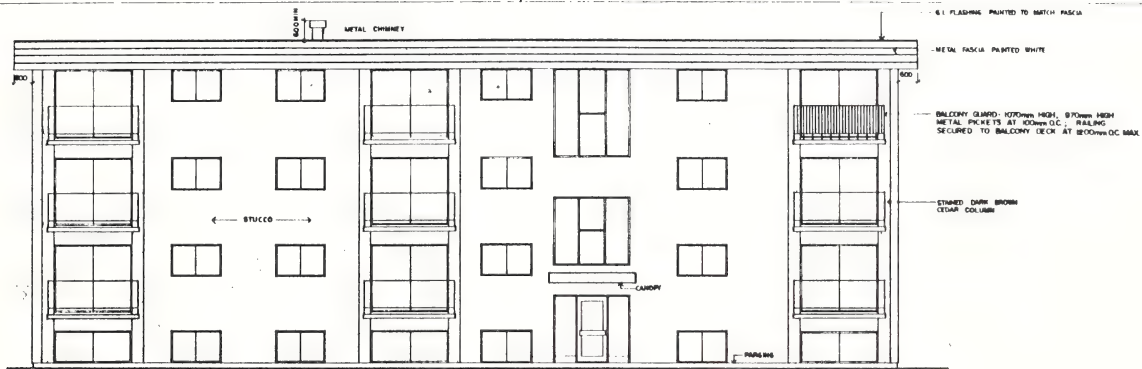 G.I. FLASHING PAINTED TO MATCH FASCIA
600 MIN
METAL CHIMNEY
METAL FASCIA PAINTED WHITE
600
600
BALCONY GUARD: 1070mm HIGH, 970mm HIGH
METAL PICKETS AT 100mm O.C.; RAILING
SECURED TO BALCONY DECK AT 1200mm O.C. MAX.
STAINED DARK BROWN
CEDAR COLUMN
STUCCO
CANOPY
PARGING